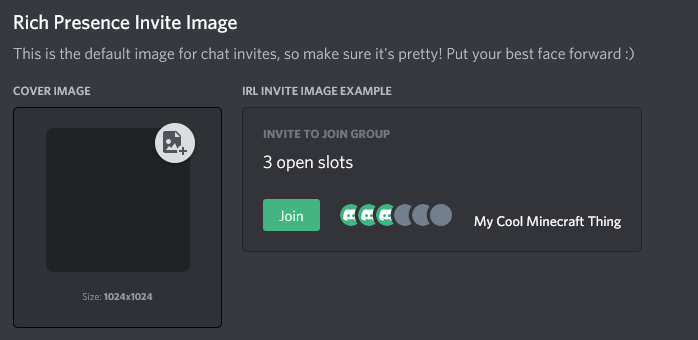 Rich Presence Invite Image
This is the default image for chat invites, so make sure it's pretty! Put your best face forward :)
COVER IMAGE
Size: 1024x1024
IRL INVITE IMAGE EXAMPLE
INVITE TO JOIN GROUP
3 open slots
Join
My Cool Minecraft Thing